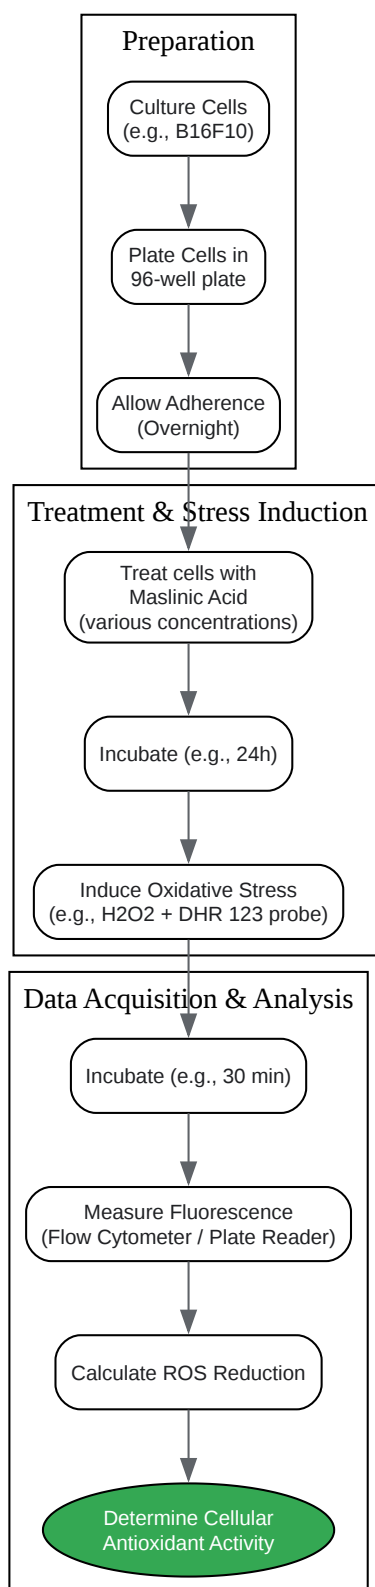 Preparation
Culture Cells
(e.g., B16F10)
Plate Cells in
96-well plate
Allow Adherence
(Overnight)
Treatment & Stress Induction
Treat cells with
Maslinic Acid
(various concentrations)
Incubate (e.g., 24h)
Induce Oxidative Stress
(e.g., H2O2 + DHR 123 probe)
Data Acquisition & Analysis
Incubate (e.g., 30 min)
Measure Fluorescence
(Flow Cytometer / Plate Reader)
Calculate ROS Reduction
Determine Cellular
Antioxidant Activity